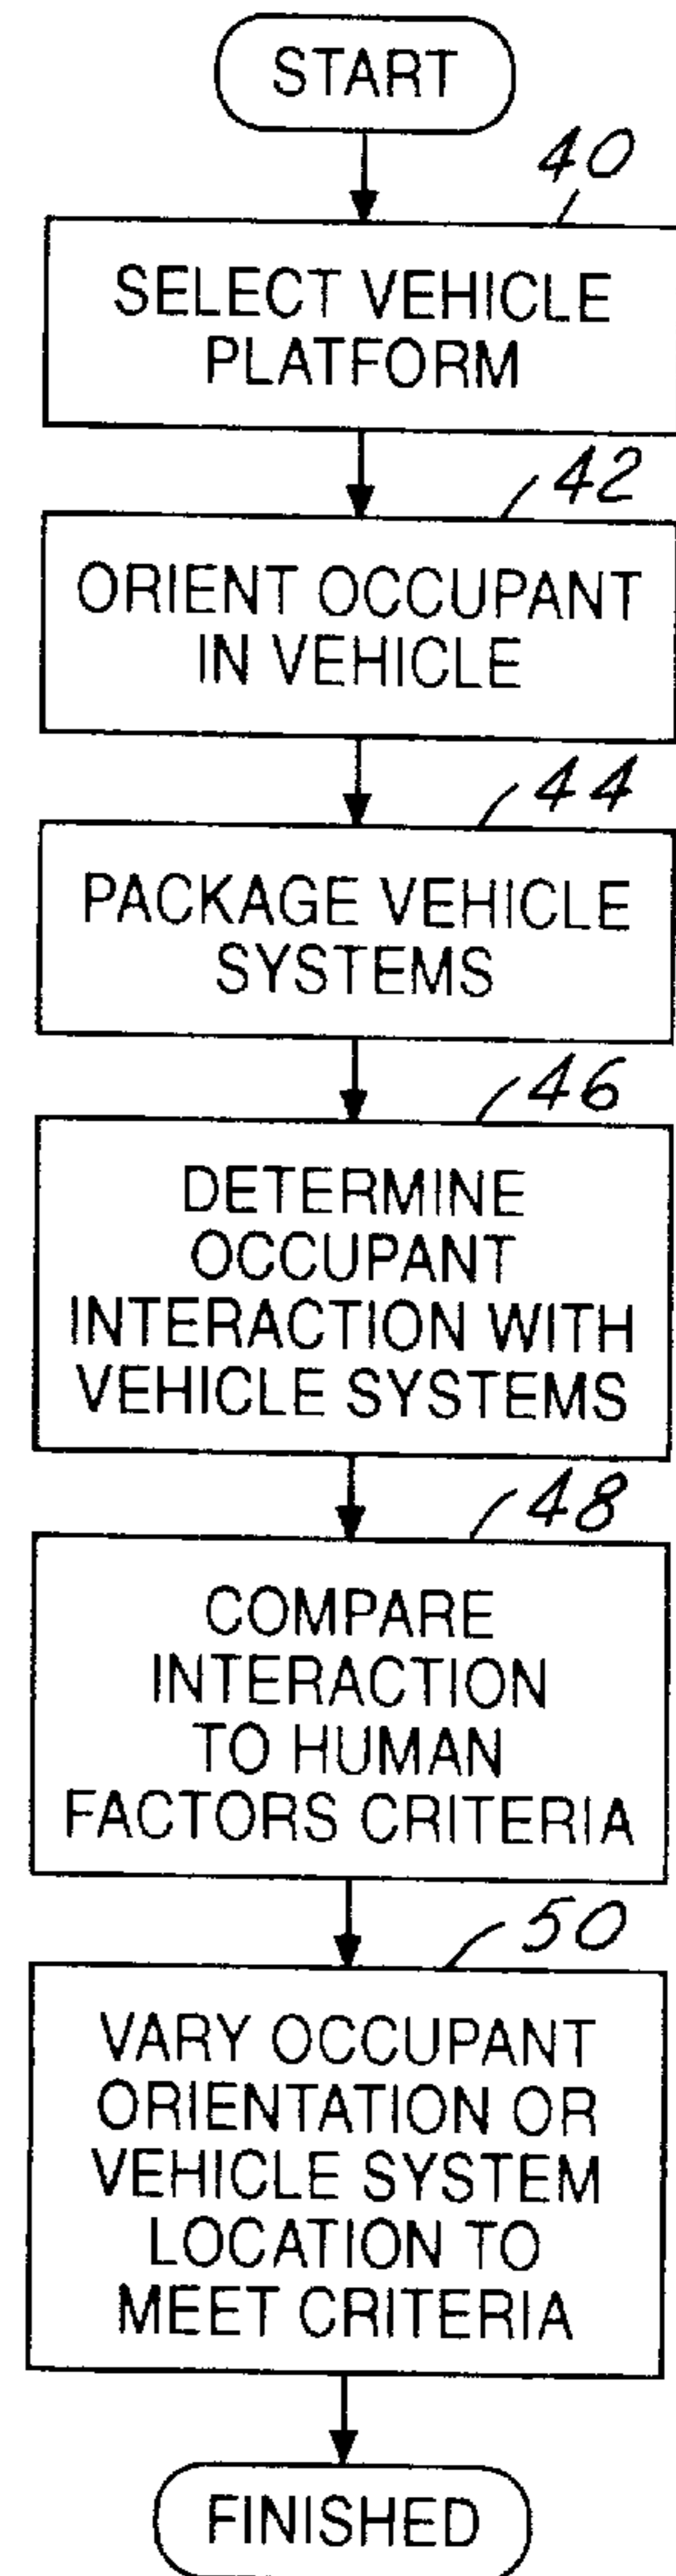 START
40
SELECT VEHICLE
PLATFORM
42
ORIENT OCCUPANT
IN VEHICLE
44
PACKAGE VEHICLE
SYSTEMS
46
DETERMINE
OCCUPANT
INTERACTION WITH
VEHICLE SYSTEMS
48
COMPARE
INTERACTION
TO HUMAN
FACTORS CRITERIA
50
VARY OCCUPANT
ORIENTATION OR
VEHICLE SYSTEM
LOCATION TO
MEET CRITERIA
FINISHED